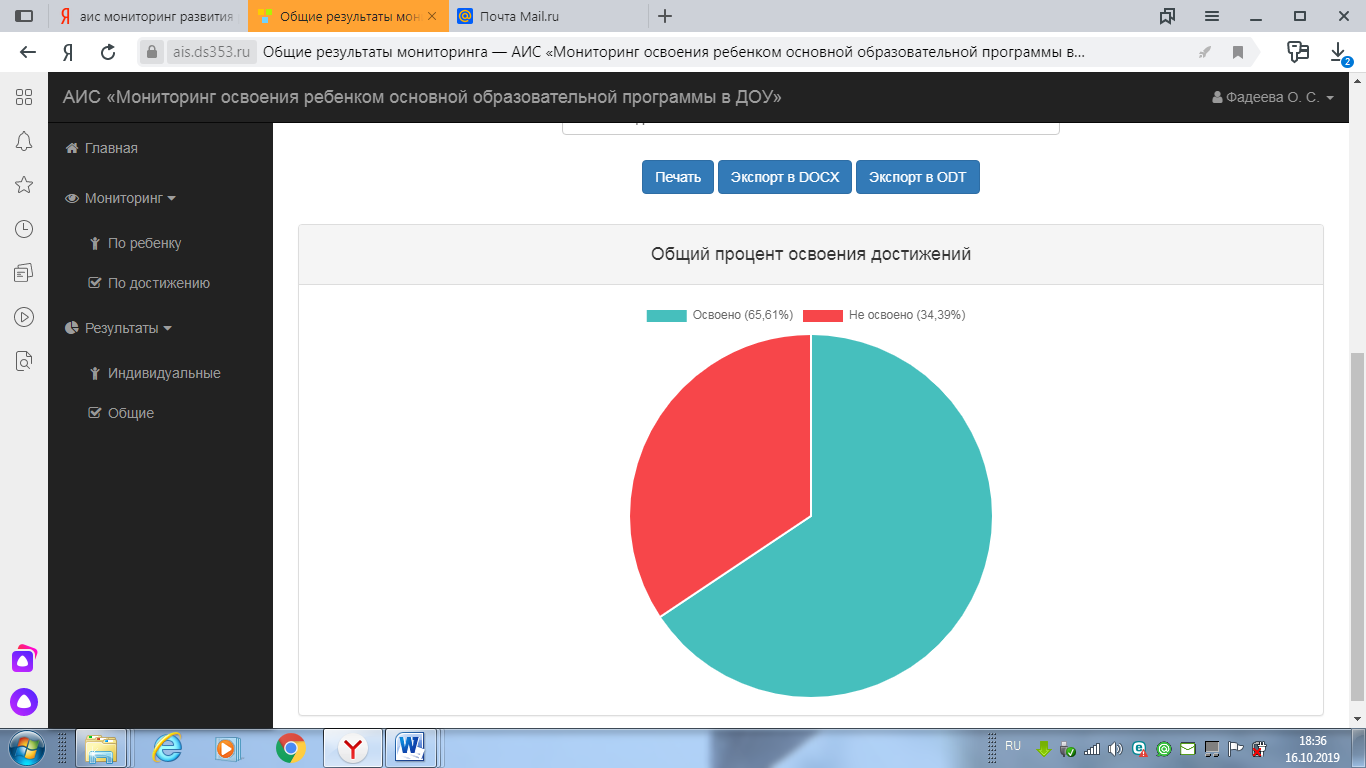 аис мониторинг развития
Общие результаты мон
Почта Mail.ru
ais.ds353.ru Общие результаты мониторинга — АИС «Мониторинг освоения ребенком основной образовательной программы в...
2
АИС «Мониторинг освоения ребенком основной образовательной программы в ДОУ»
Фадеева О. С.
Главная
Мониторинг
По ребенку
По достижению
Результаты
Индивидуальные
Общие
Печать
Экспорт в DOCX
Экспорт в ODT
Общий процент освоения достижений
Освоено (65,61%)
Не освоено (34,39%)
RU
18:36
16.10.2019